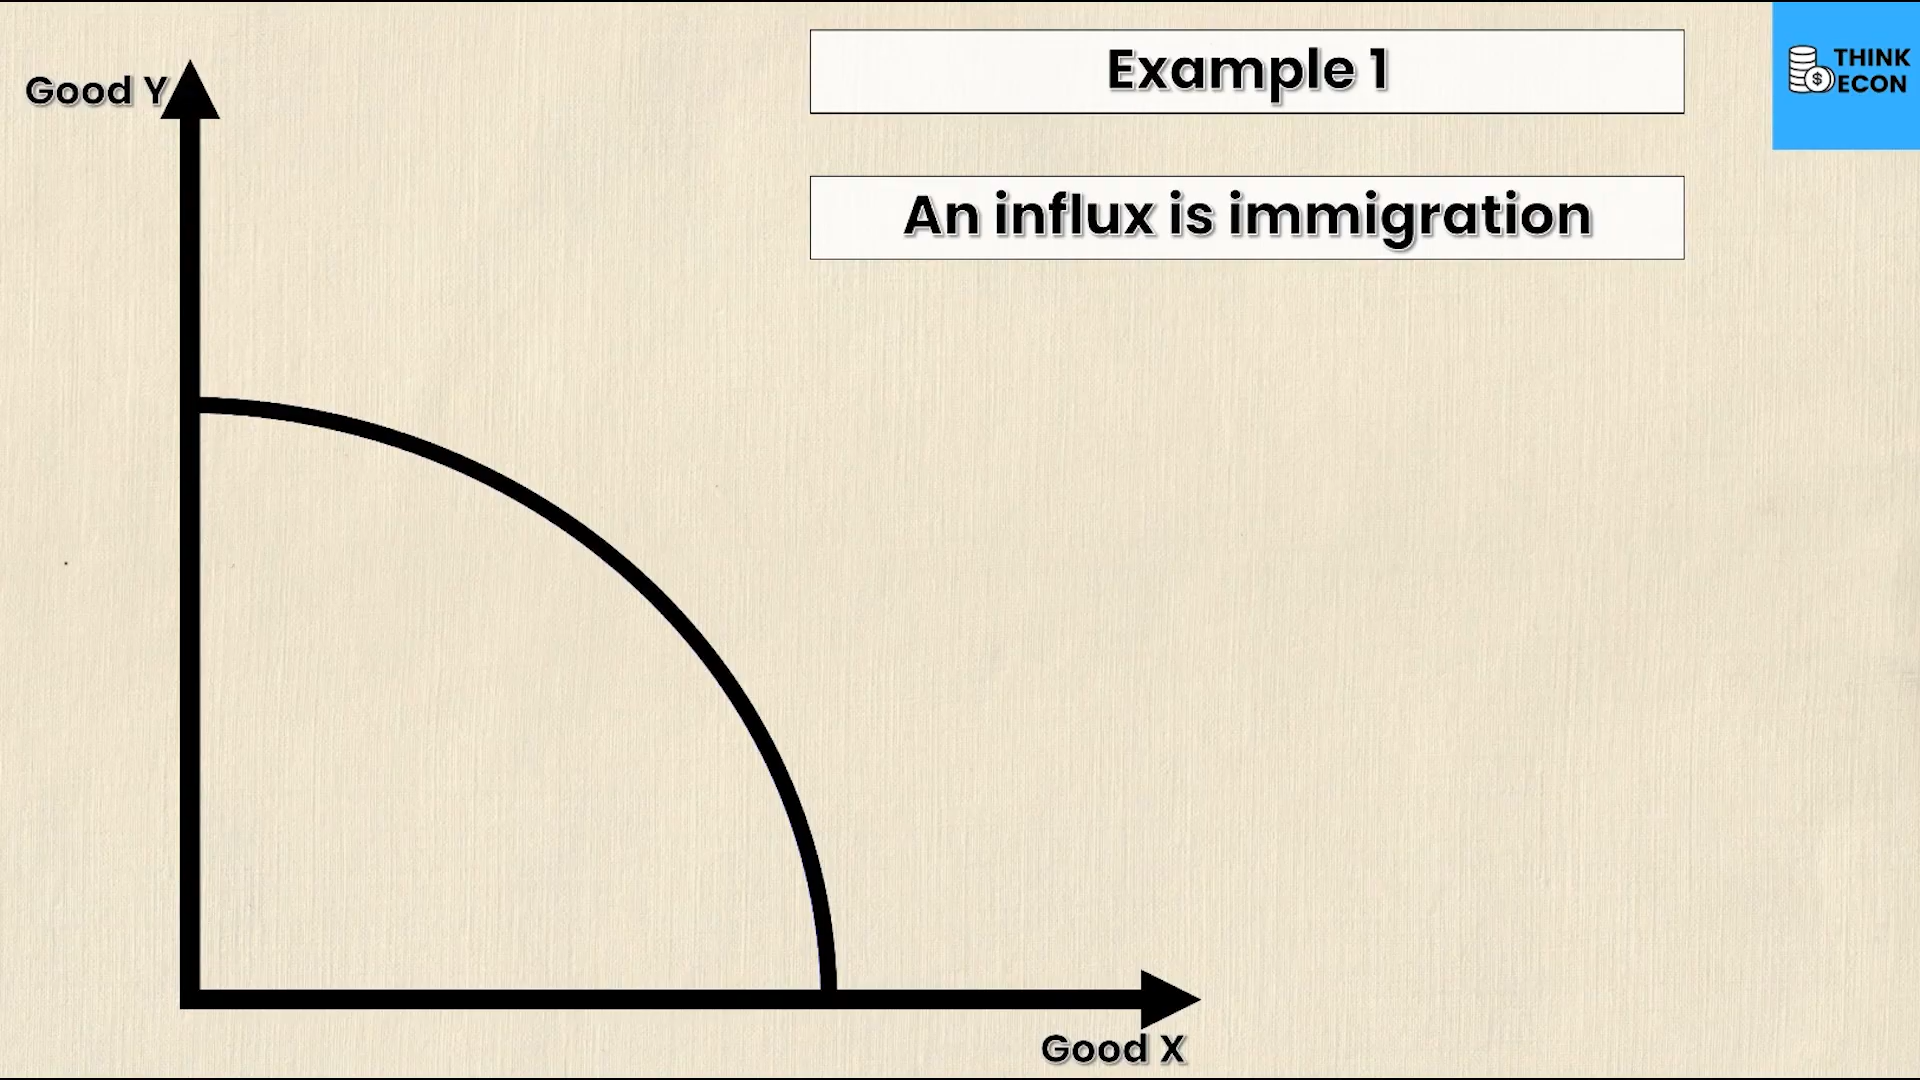 Example 1
THINK
ECON
Good Y
An influx is immigration
Good X